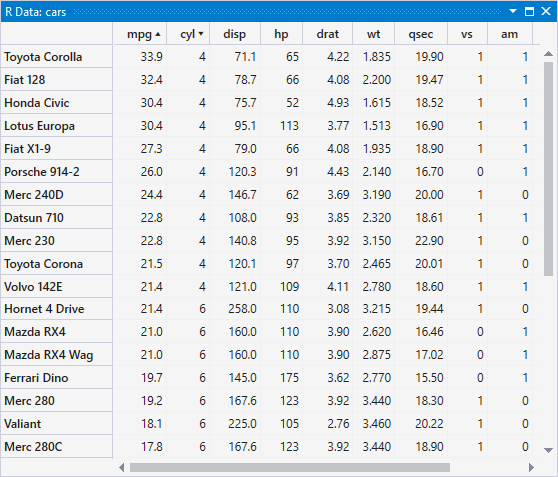 R Data: cars
mpg cyl disp hp drat wt qsec vs am
Toyota Corolla 33.9 4 71.1 65 4.22 1.835 19.90 1 1
Fiat 128 32.4 4 78.7 66 4.08 2.200 19.47 1 1
Honda Civic 30.4 4 75.7 52 4.93 1.615 18.52 1 1
Lotus Europa 30.4 4 95.1 113 3.77 1.513 16.90 1 1
Fiat X1-9 27.3 4 79.0 66 4.08 1.935 18.90 1 1
Porsche 914-2 26.0 4 120.3 91 4.43 2.140 16.70 0 1
Merc 240D 24.4 4 146.7 62 3.69 3.190 20.00 1 0
Datsun 710 22.8 4 108.0 93 3.85 2.320 18.61 1 1
Merc 230 22.8 4 140.8 95 3.92 3.150 22.90 1 0
Toyota Corona 21.5 4 120.1 97 3.70 2.465 20.01 1 0
Volvo 142E 21.4 4 121.0 109 4.11 2.780 18.60 1 1
Hornet 4 Drive 21.4 6 258.0 110 3.08 3.215 19.44 1 0
Mazda RX4 21.0 6 160.0 110 3.90 2.620 16.46 0 1
Mazda RX4 Wag 21.0 6 160.0 110 3.90 2.875 17.02 0 1
Ferrari Dino 19.7 6 145.0 175 3.62 2.770 15.50 0 1
Merc 280 19.2 6 167.6 123 3.92 3.440 18.30 1 0
Valiant 18.1 6 225.0 105 2.76 3.460 20.22 1 0
Merc 280C 17.8 6 167.6 123 3.92 3.440 18.90 1 0